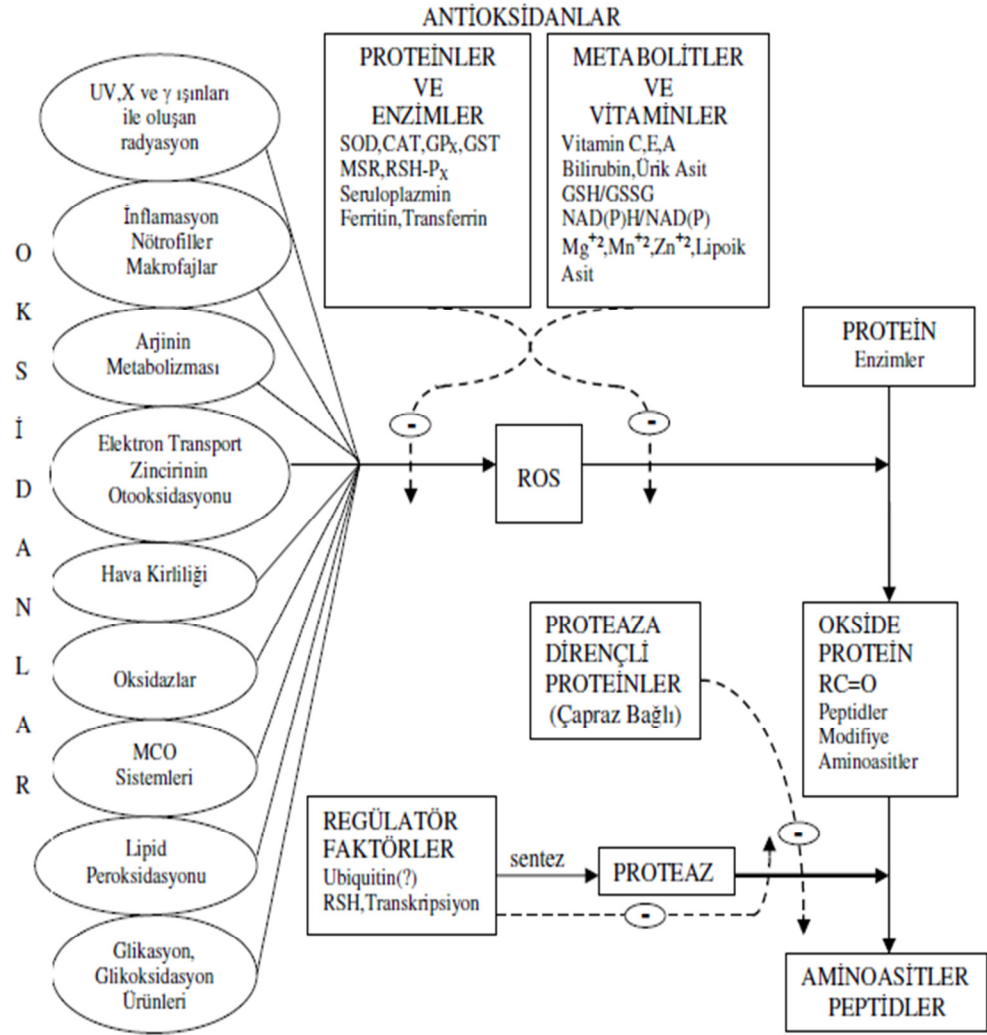 ANTİOKSİDANLAR
PROTEİNLER
VE
ENZİMLER
SOD,CAT,GPX,GST
MSR,RSH-PX
Seruloplazmin
Ferritin,Transferrin
METABOLİTLER
VE
VİTAMİNLER
Vitamin C,E,A
Bilirubin,Ürik Asit
GSH/GSSG
NAD(P)H/NAD(P)
Mg+2,Mn+2,Zn+2,Lipoik
Asit
OKSİDANLAR
UV,X ve γ ışınları
ile oluşan
radyasyon
İnflamasyon
Nötrofiller
Makrofajlar
Arjinin
Metabolizması
Elektron Transport
Zincirinin
Otooksidasyonu
Hava Kirliliği
Oksidazlar
MCO
Sistemleri
Lipid
Peroksidasyonu
Glikasyon,
Glikoksidasyon
Ürünleri
-
-
ROS
PROTEİN
Enzimler
PROTEAZA
DİRENÇLİ
PROTEİNLER
(Çapraz Bağlı)
OKSİDE
PROTEİN
RC=O
Peptidler
Modifiye
Aminoasitler
REGÜLATÖR
FAKTÖRLER
Ubiquitin(?)
RSH,Transkripsiyon
sentez
PROTEAZ
-
-
AMİNOASİTLER
PEPTİDLER